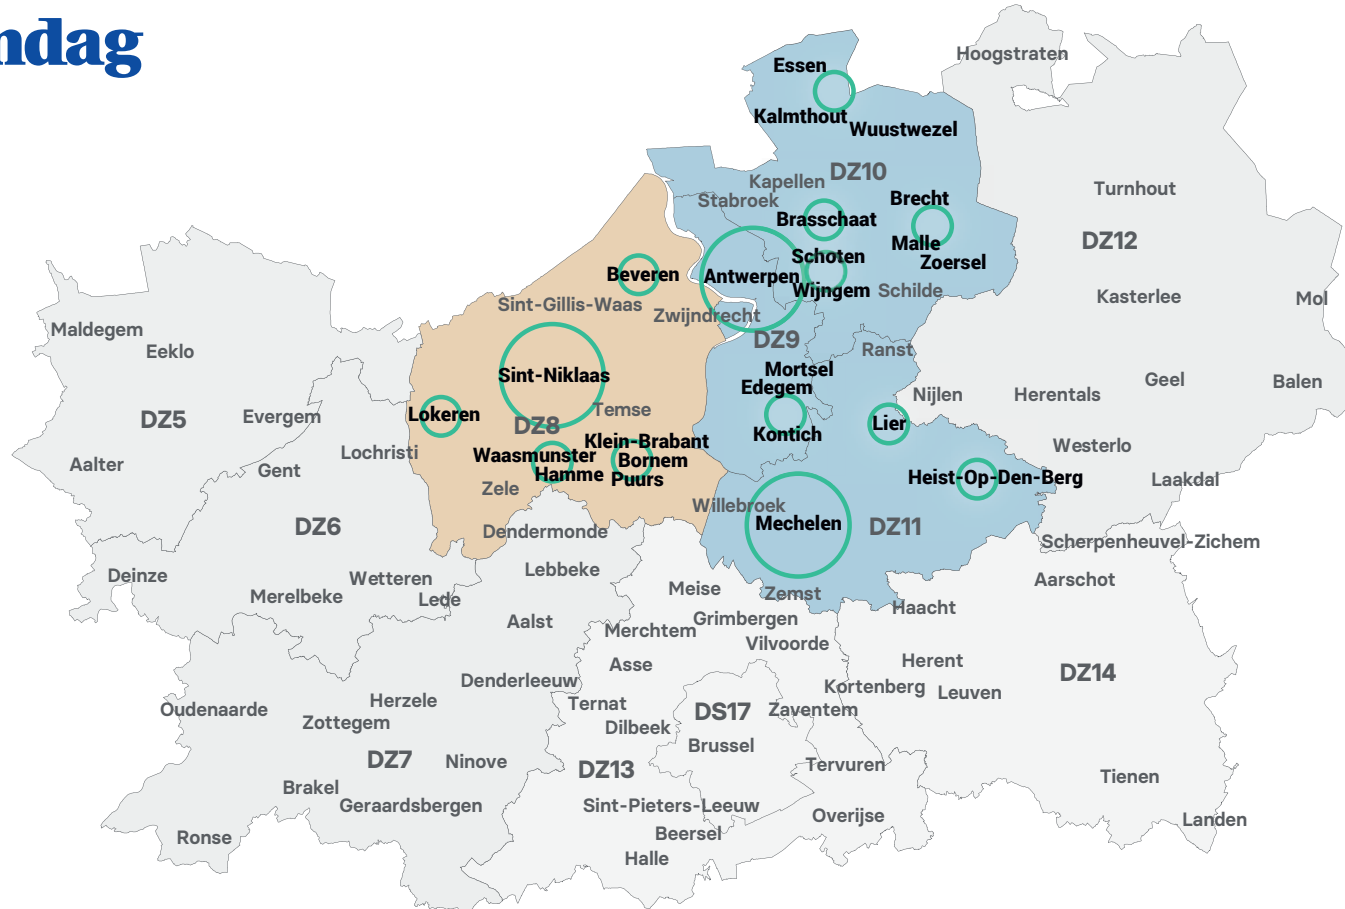 ndag
Hoogstraten
Essen
Kalmthout
Wuustwezel
DZ10
Kapellen
Stabroek
Brecht
Turnhout
Brasschaat
DZ12
Malle
Schoten
Zoersel
Beveren
Antwerpen
Wijngem
Schilde
Kasterlee
Mol
Sint-Gillis-Waas
Zwijndrecht
Maldegem
DZ9
Eeklo
Ranst
Mortsel
Sint-Niklaas
Edegem
Geel
Balen
Nijlen
Herentals
Temse
Lokeren
Evergem
DZ5
DZ8
Lier
Kontich
Klein-Brabant
Westerlo
Lochristi
Waasmunster
Bornem
Aalter
Gent
Hamme
Puurs
Heist-Op-Den-Berg
Laakdal
Zele
Willebroek
DZ6
Mechelen
DZ11
Dendermonde
Scherpenheuvel-Zichem
Lebbeke
Deinze
Wetteren
Aarschot
Meise
Zemst
Merelbeke
Lede
Haacht
Grimbergen
Aalst
Merchtem
Vilvoorde
Asse
Herent
DZ14
Denderleeuw
Kortenberg
Leuven
Herzele
Ternat
Oudenaarde
DS17
Zaventem
Zottegem
Dilbeek
Brussel
DZ7
Ninove
DZ13
Tervuren
Tienen
Brakel
Geraardsbergen
Sint-Pieters-Leeuw
Overijse
Landen
Ronse
Beersel
Halle